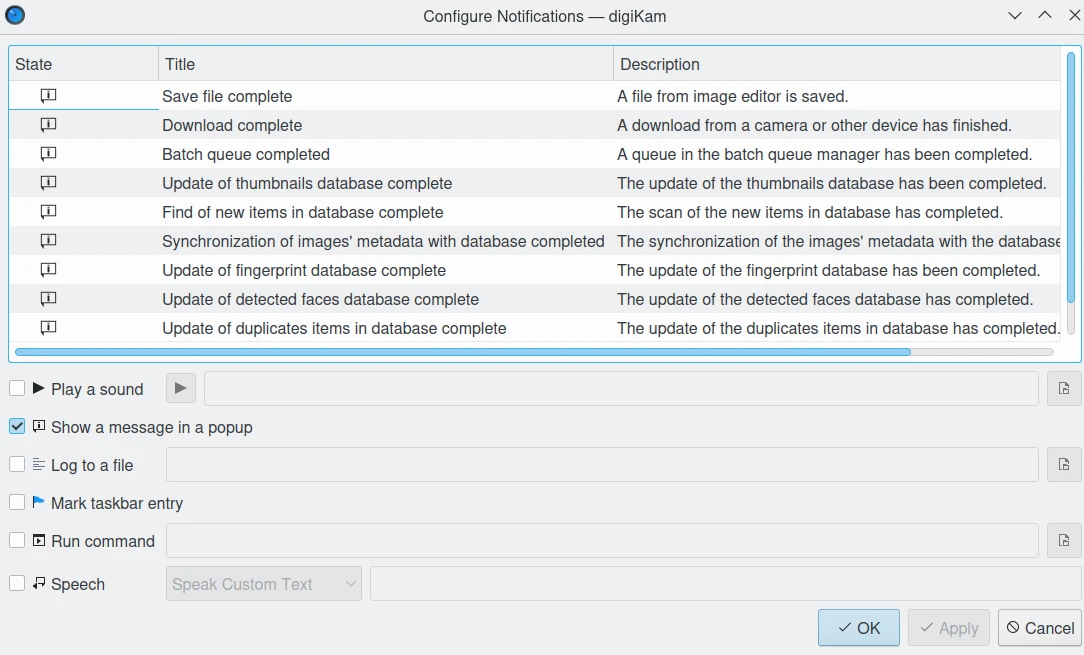 Configure Notifications — digiKam
State Title Description
Save file complete A file from image editor is saved.
Download complete A download from a camera or other device has finished.
Batch queue completed A queue in the batch queue manager has been completed.
Update of thumbnails database complete The update of the thumbnails database has been completed.
Find of new items in database complete The scan of the new items in database has completed.
Synchronization of images' metadata with database completed The synchronization of the images' metadata with the database
Update of fingerprint database complete The update of the fingerprint database has been completed.
Update of detected faces database complete The update of the detected faces database has completed.
Update of duplicates items in database complete The update of the duplicates items in database has completed.
Play a sound
Show a message in a popup
Log to a file
Mark taskbar entry
Run command
Speech Speak Custom Text
OK Apply Cancel